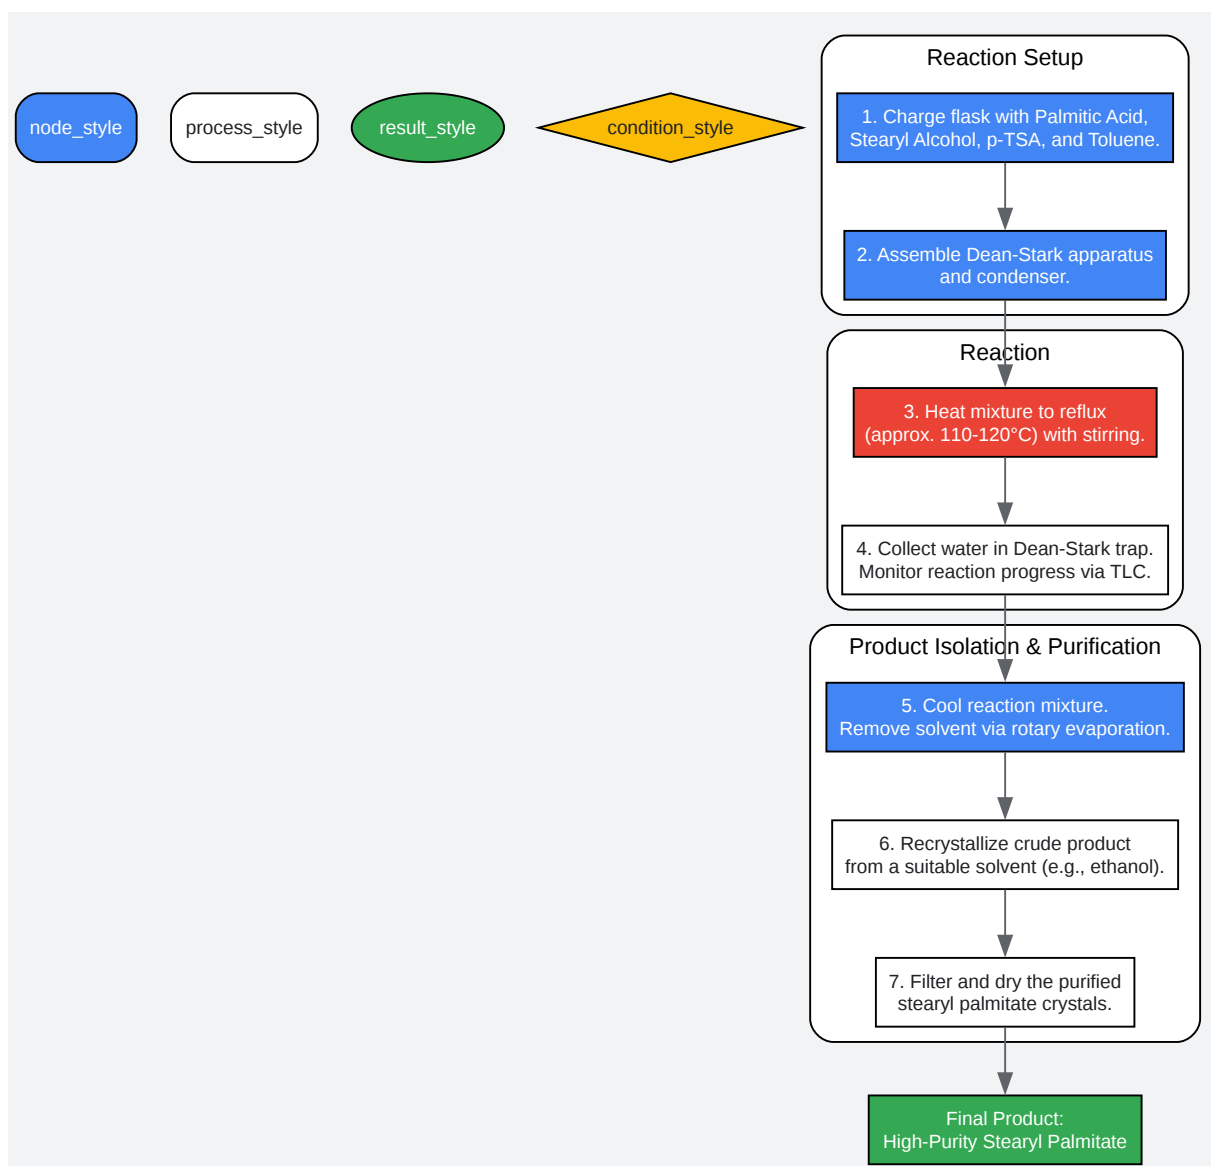 node_style
process_style
result_style
condition_style
Reaction Setup
1. Charge flask with Palmitic Acid,
Stearyl Alcohol, p-TSA, and Toluene.
2. Assemble Dean-Stark apparatus
and condenser.
Reaction
3. Heat mixture to reflux
(approx. 110-120°C) with stirring.
4. Collect water in Dean-Stark trap.
Monitor reaction progress via TLC.
Product Isolation & Purification
5. Cool reaction mixture.
Remove solvent via rotary evaporation.
6. Recrystallize crude product
from a suitable solvent (e.g., ethanol).
7. Filter and dry the purified
stearyl palmitate crystals.
Final Product:
High-Purity Stearyl Palmitate